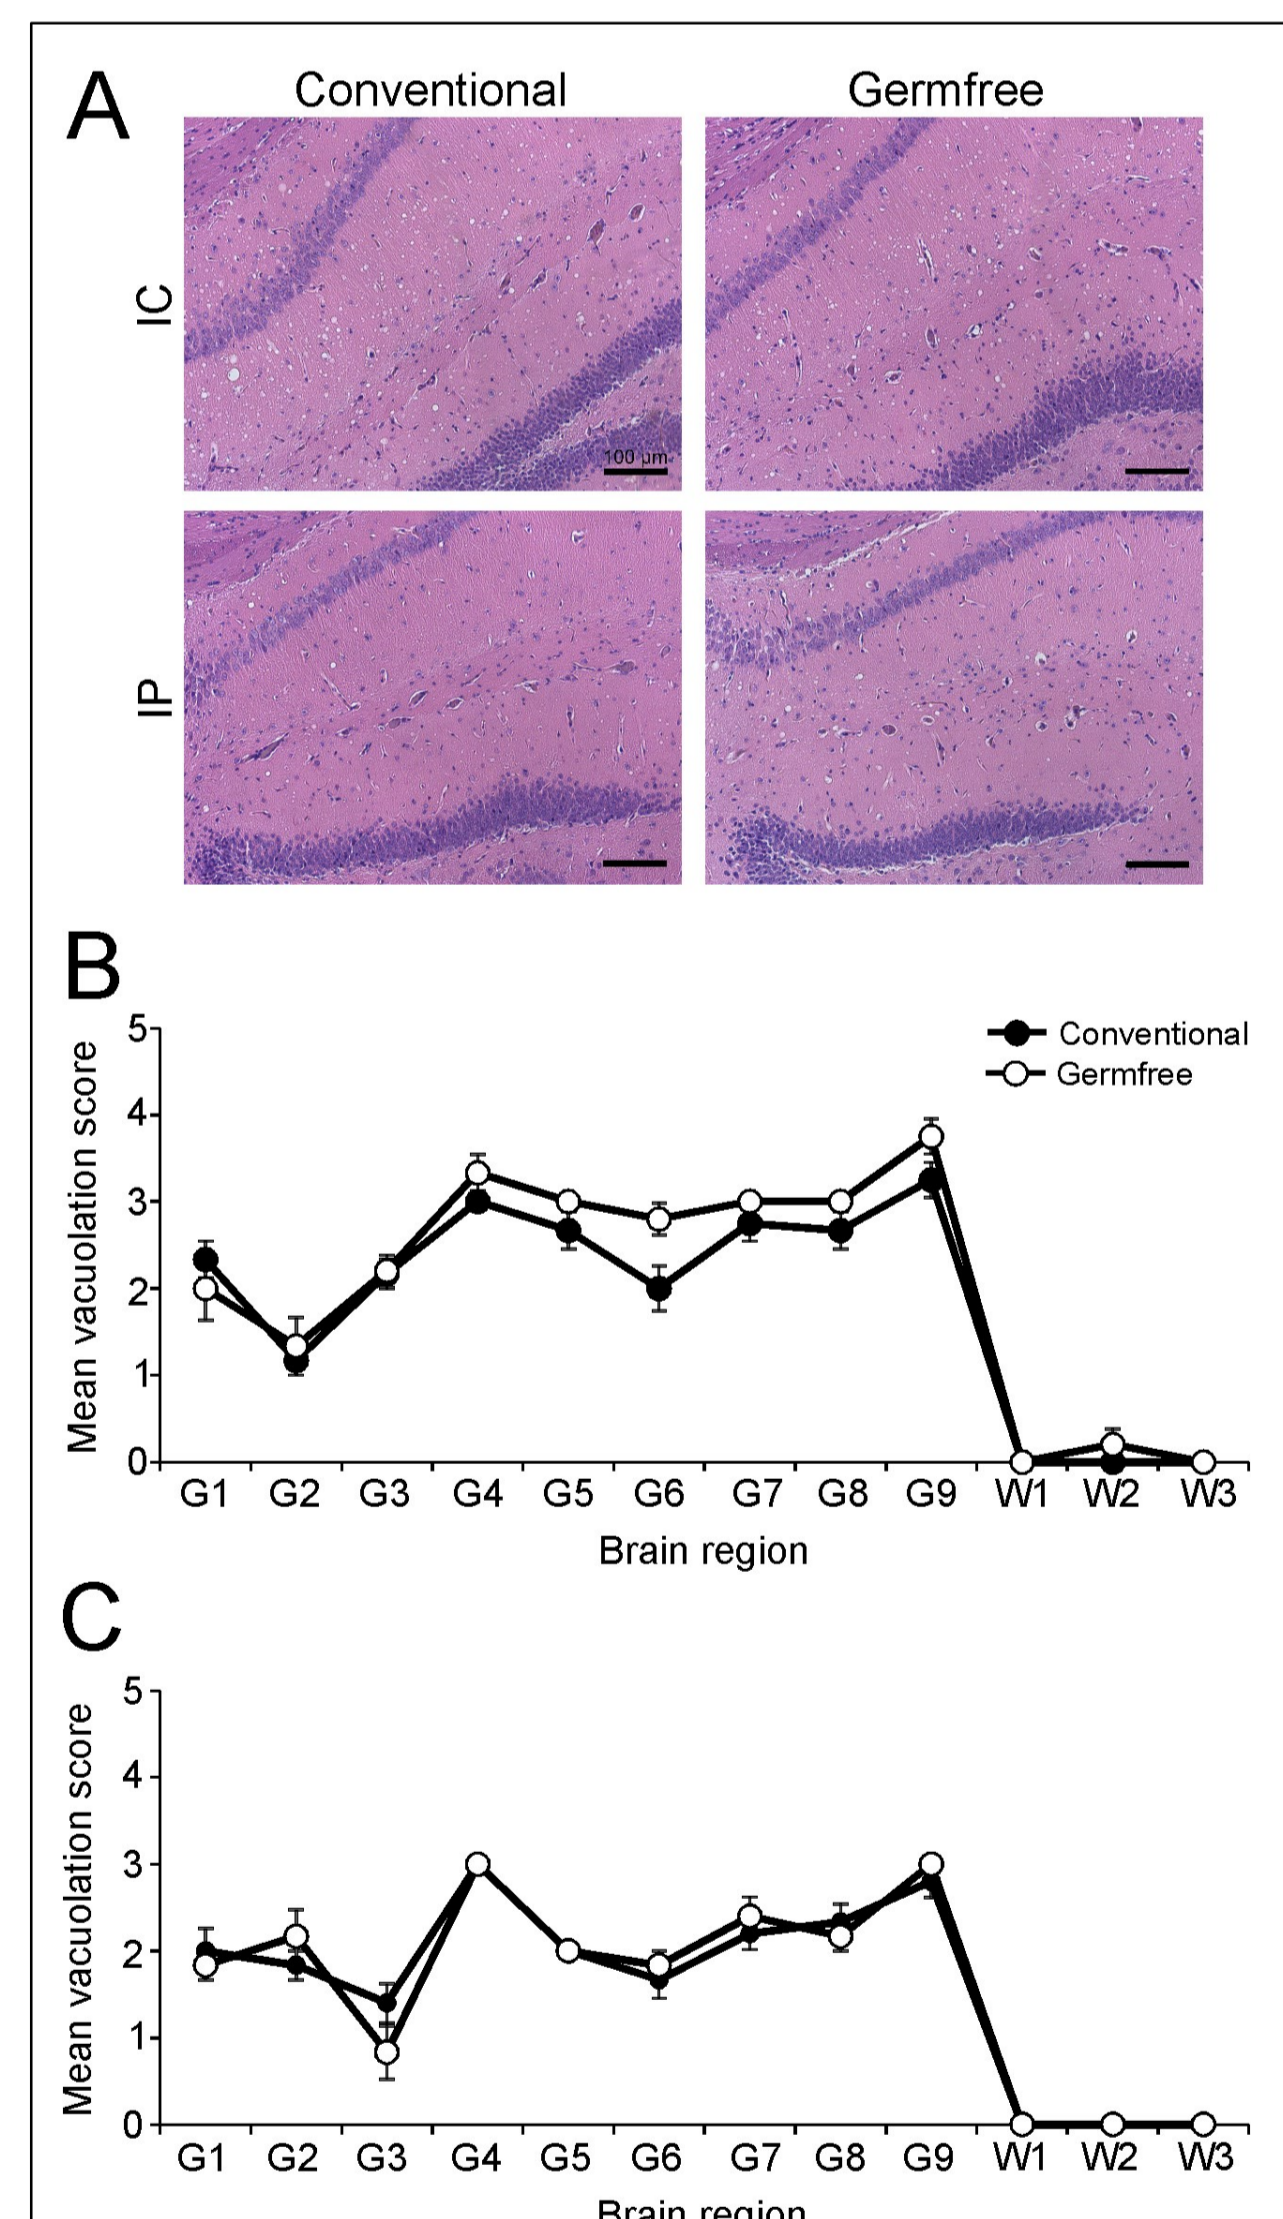 A
Conventional
Germfree
IC
100 µm
IP
B
5
4
3
2
1
0
Mean vacuolation score
Conventional
Germfree
G1 G2 G3 G4 G5 G6 G7 G8 G9 W1 W2 W3
Brain region
C
5
4
3
2
1
0
Mean vacuolation score
G1 G2 G3 G4 G5 G6 G7 G8 G9 W1 W2 W3
Brain region